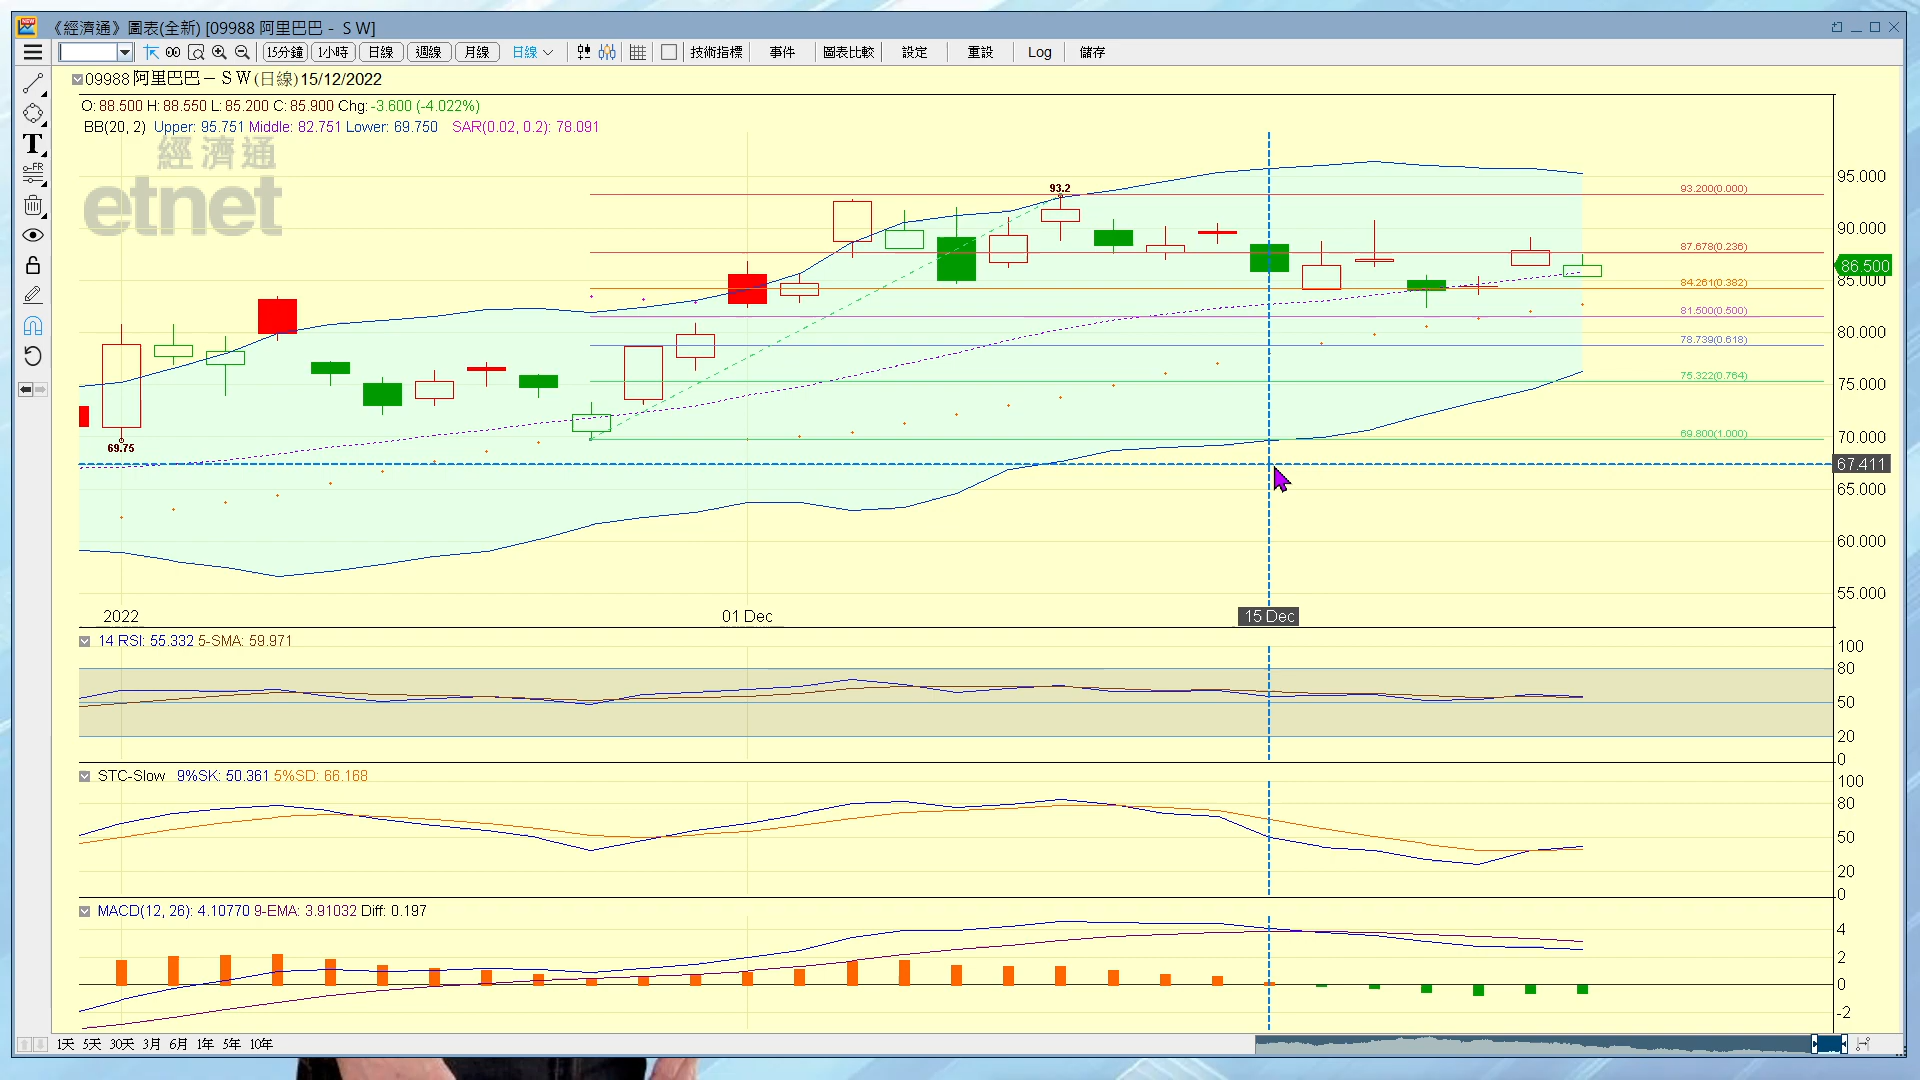 《經濟通》圖表(全新) [09988 阿里巴巴 - ＳＷ]
15分鐘 1小時 日線 週線 月線 日線 技術指標 事件 圖表比較 設定 重設 Log 儲存
09988 阿里巴巴－ＳＷ(日線) 15/12/2022
O: 88.500 H: 88.550 L: 85.200 C: 85.900 Chg: -3.600 (-4.022%)
BB(20, 2) Upper: 95.751 Middle: 82.751 Lower: 69.750 SAR(0.02, 0.2): 78.091
經濟通
etnet
T
FR
95.000
93.2
93.200(0.000)
90.000
87.678(0.236)
86.500
85.000
84.261(0.382)
81.500(0.500)
80.000
78.739(0.618)
75.322(0.764)
75.000
70.000
69.800(1.000)
69.75
67.411
65.000
60.000
55.000
2022 01 Dec 15 Dec
14 RSI: 55.332 5-SMA: 59.971
100
80
50
20
0
STC-Slow 9%SK: 50.361 5%SD: 66.168
100
80
50
20
0
MACD(12, 26): 4.10770 9-EMA: 3.91032 Diff: 0.197
4
2
0
-2
1天 5天 30天 3月 6月 1年 5年 10年